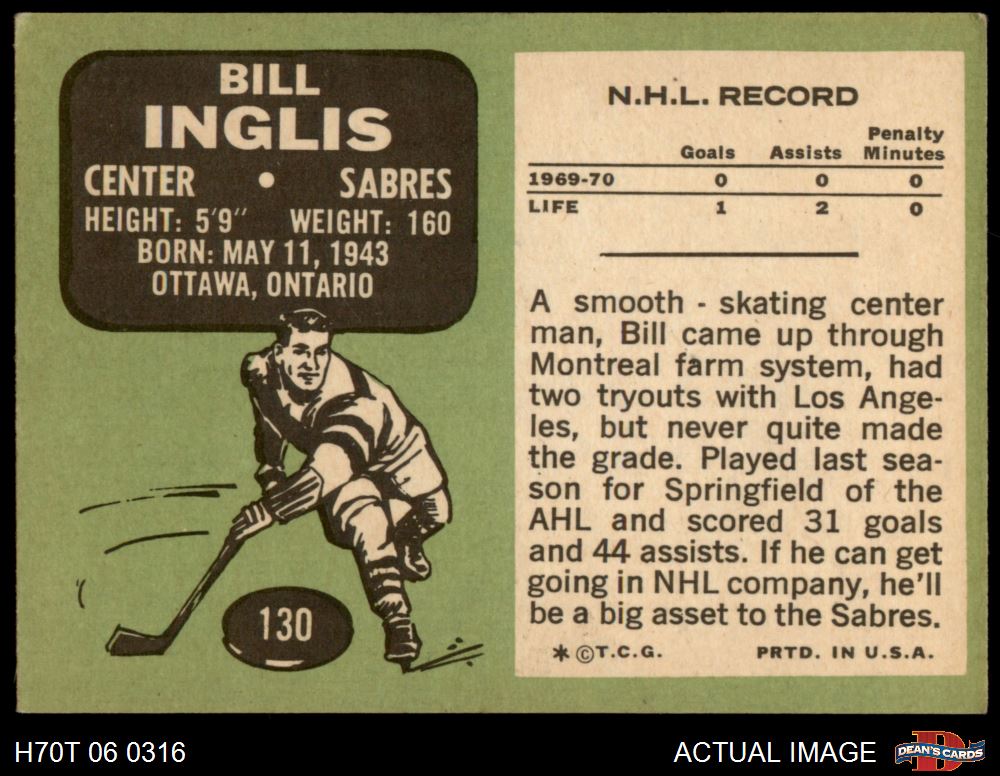 BILL
INGLIS
CENTER • SABRES
HEIGHT: 5'9" WEIGHT: 160
BORN: MAY 11, 1943
OTTAWA, ONTARIO
130
N.H.L. RECORD
Goals Assists Penalty Minutes
1969-70 0 0 0
LIFE 1 2 0
A smooth - skating center
man, Bill came up through
Montreal farm system, had
two tryouts with Los Ange-
les, but never quite made
the grade. Played last sea-
son for Springfield of the
AHL and scored 31 goals
and 44 assists. If he can get
going in NHL company, he'll
be a big asset to the Sabres.
* ©T.C.G. PRTD. IN U.S.A.
H70T 06 0316
ACTUAL IMAGE
D
DEAN'S CARDS